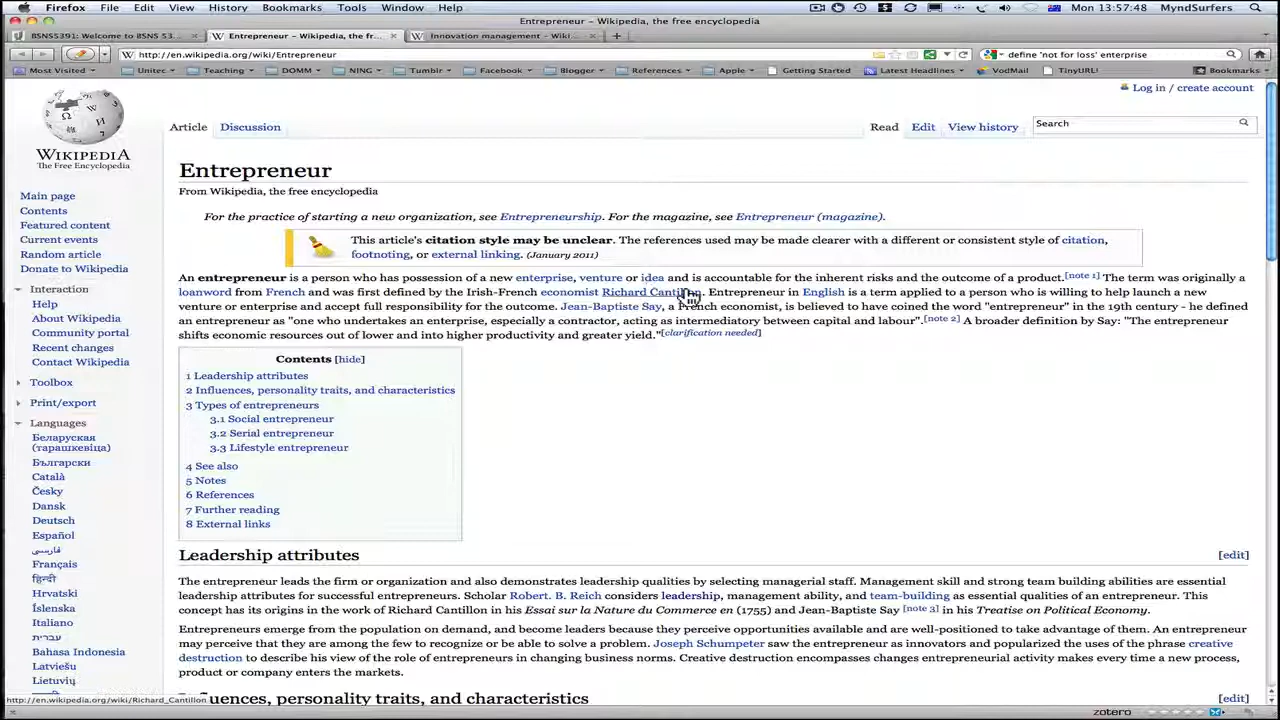 Firefox File Edit View History Bookmarks Tools Window Help Mon 13:57:48 MyndSurfers
Entrepreneur – Wikipedia, the free encyclopedia
BSNS5391: Welcome to BSNS 53... Entrepreneur – Wikipedia, the fr... Innovation management – Wiki...
http://en.wikipedia.org/wiki/Entrepreneur define 'not for loss' enterprise
Most Visited Unitec Teaching DOMM NING Tumblr Facebook Blogger References Apple Getting Started Latest Headlines VodMail TinyURL! Bookmarks
Log in / create account
Article Discussion Read Edit View history Search
WIKIPEDIA
The Free Encyclopedia
Main page
Contents
Featured content
Current events
Random article
Donate to Wikipedia
Interaction
Help
About Wikipedia
Community portal
Recent changes
Contact Wikipedia
Toolbox
Print/export
Languages
Беларуская
(тарашкевіца)
Български
Català
Česky
Dansk
Deutsch
Español
فارسی
Français
हिन्दी
Hrvatski
Íslenska
Italiano
עברית
Bahasa Indonesia
Latviešu
Lietuvių
Entrepreneur
From Wikipedia, the free encyclopedia
For the practice of starting a new organization, see Entrepreneurship. For the magazine, see Entrepreneur (magazine).
This article's citation style may be unclear. The references used may be made clearer with a different or consistent style of citation,
footnoting, or external linking. (January 2011)
An entrepreneur is a person who has possession of a new enterprise, venture or idea and is accountable for the inherent risks and the outcome of a product.[note 1] The term was originally a
loanword from French and was first defined by the Irish-French economist Richard Cantillon. Entrepreneur in English is a term applied to a person who is willing to help launch a new
venture or enterprise and accept full responsibility for the outcome. Jean-Baptiste Say, a French economist, is believed to have coined the word "entrepreneur" in the 19th century - he defined
an entrepreneur as "one who undertakes an enterprise, especially a contractor, acting as intermediatory between capital and labour".[note 2] A broader definition by Say: "The entrepreneur
shifts economic resources out of lower and into higher productivity and greater yield."[clarification needed]
Contents [hide]
1 Leadership attributes
2 Influences, personality traits, and characteristics
3 Types of entrepreneurs
3.1 Social entrepreneur
3.2 Serial entrepreneur
3.3 Lifestyle entrepreneur
4 See also
5 Notes
6 References
7 Further reading
8 External links
Leadership attributes [edit]
The entrepreneur leads the firm or organization and also demonstrates leadership qualities by selecting managerial staff. Management skill and strong team building abilities are essential
leadership attributes for successful entrepreneurs. Scholar Robert. B. Reich considers leadership, management ability, and team-building as essential qualities of an entrepreneur. This
concept has its origins in the work of Richard Cantillon in his Essai sur la Nature du Commerce en (1755) and Jean-Baptiste Say [note 3] in his Treatise on Political Economy.
Entrepreneurs emerge from the population on demand, and become leaders because they perceive opportunities available and are well-positioned to take advantage of them. An entrepreneur
may perceive that they are among the few to recognize or be able to solve a problem. Joseph Schumpeter saw the entrepreneur as innovators and popularized the uses of the phrase creative
destruction to describe his view of the role of entrepreneurs in changing business norms. Creative destruction encompasses changes entrepreneurial activity makes every time a new process,
product or company enters the markets.
http://en.wikipedia.org/wiki/Richard_Cantillon
fluences, personality traits, and characteristics [edit]
zotero